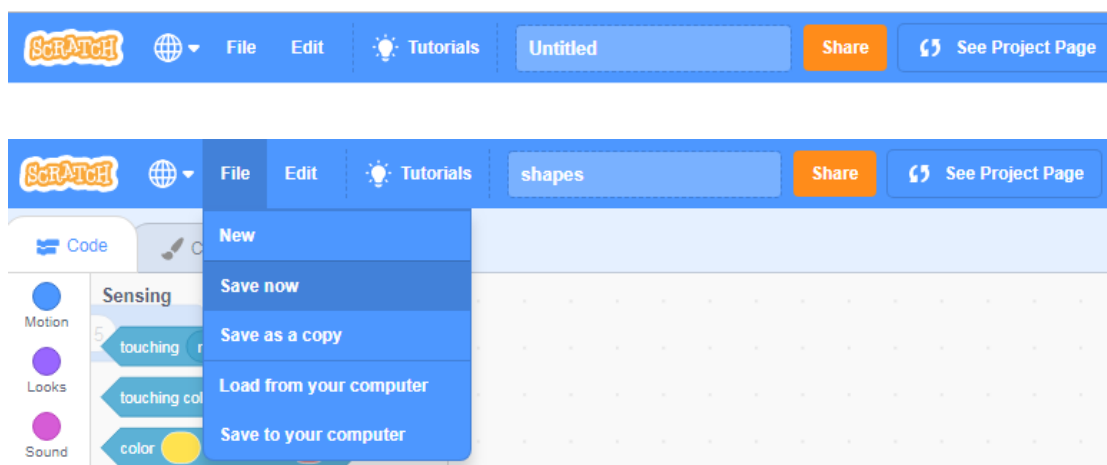 SCRATCH File Edit Tutorials Untitled Share See Project Page
SCRATCH File Edit Tutorials shapes Share See Project Page
Code C
New
Save now
Save as a copy
Load from your computer
Save to your computer
Motion
Looks
Sound
Sensing
5
touching
touching col
color